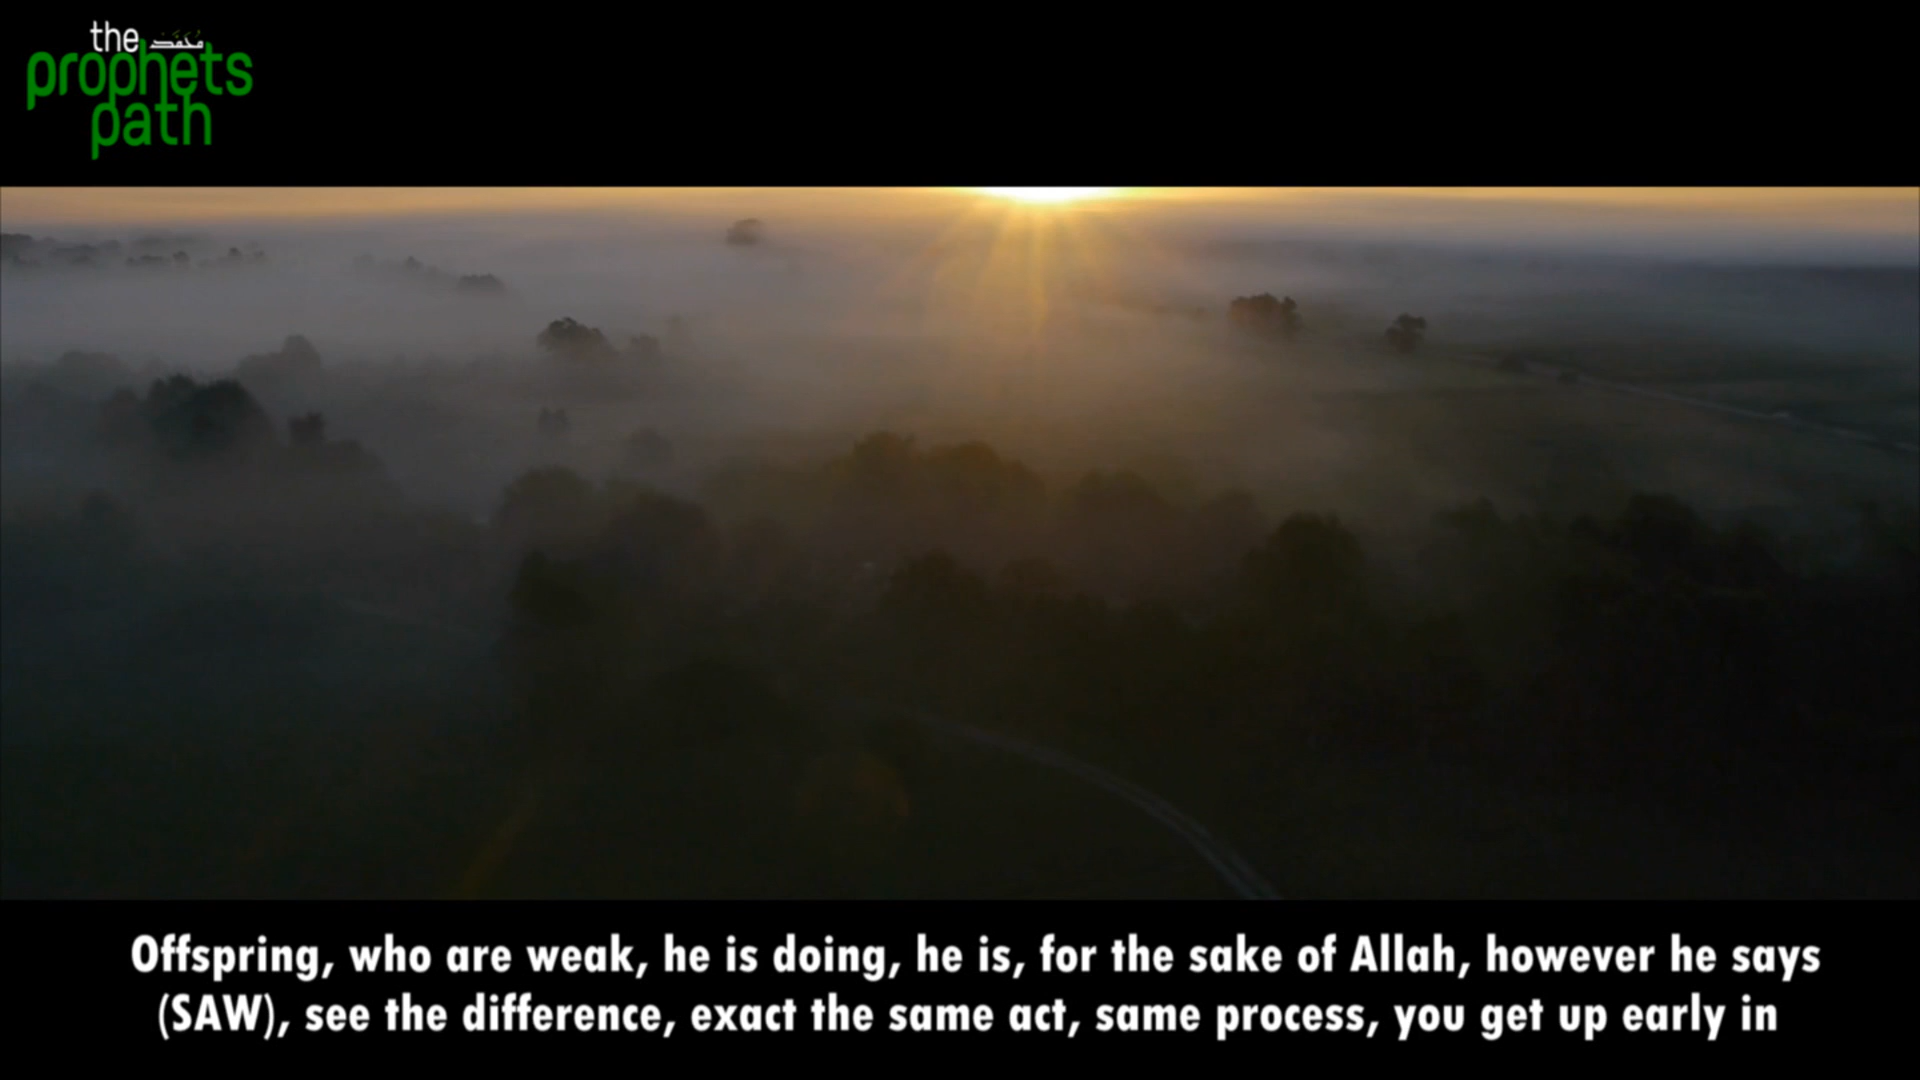 the مُحَمَّد
prophets
path
Offspring, who are weak, he is doing, he is, for the sake of Allah, however he says
(SAW), see the difference, exact the same act, same process, you get up early in